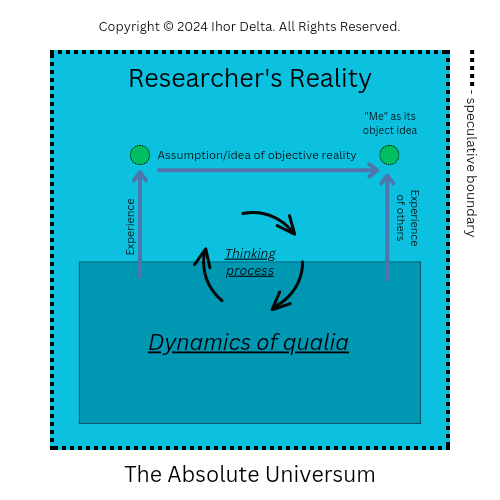 Copyright © 2024 Ihor Delta. All Rights Reserved.
Researcher's Reality
"Me" as its
object idea
Assumption/idea of objective reality
- speculative boundary
Experience
Experience
of others
Thinking
process
Dynamics of qualia
The Absolute Universum